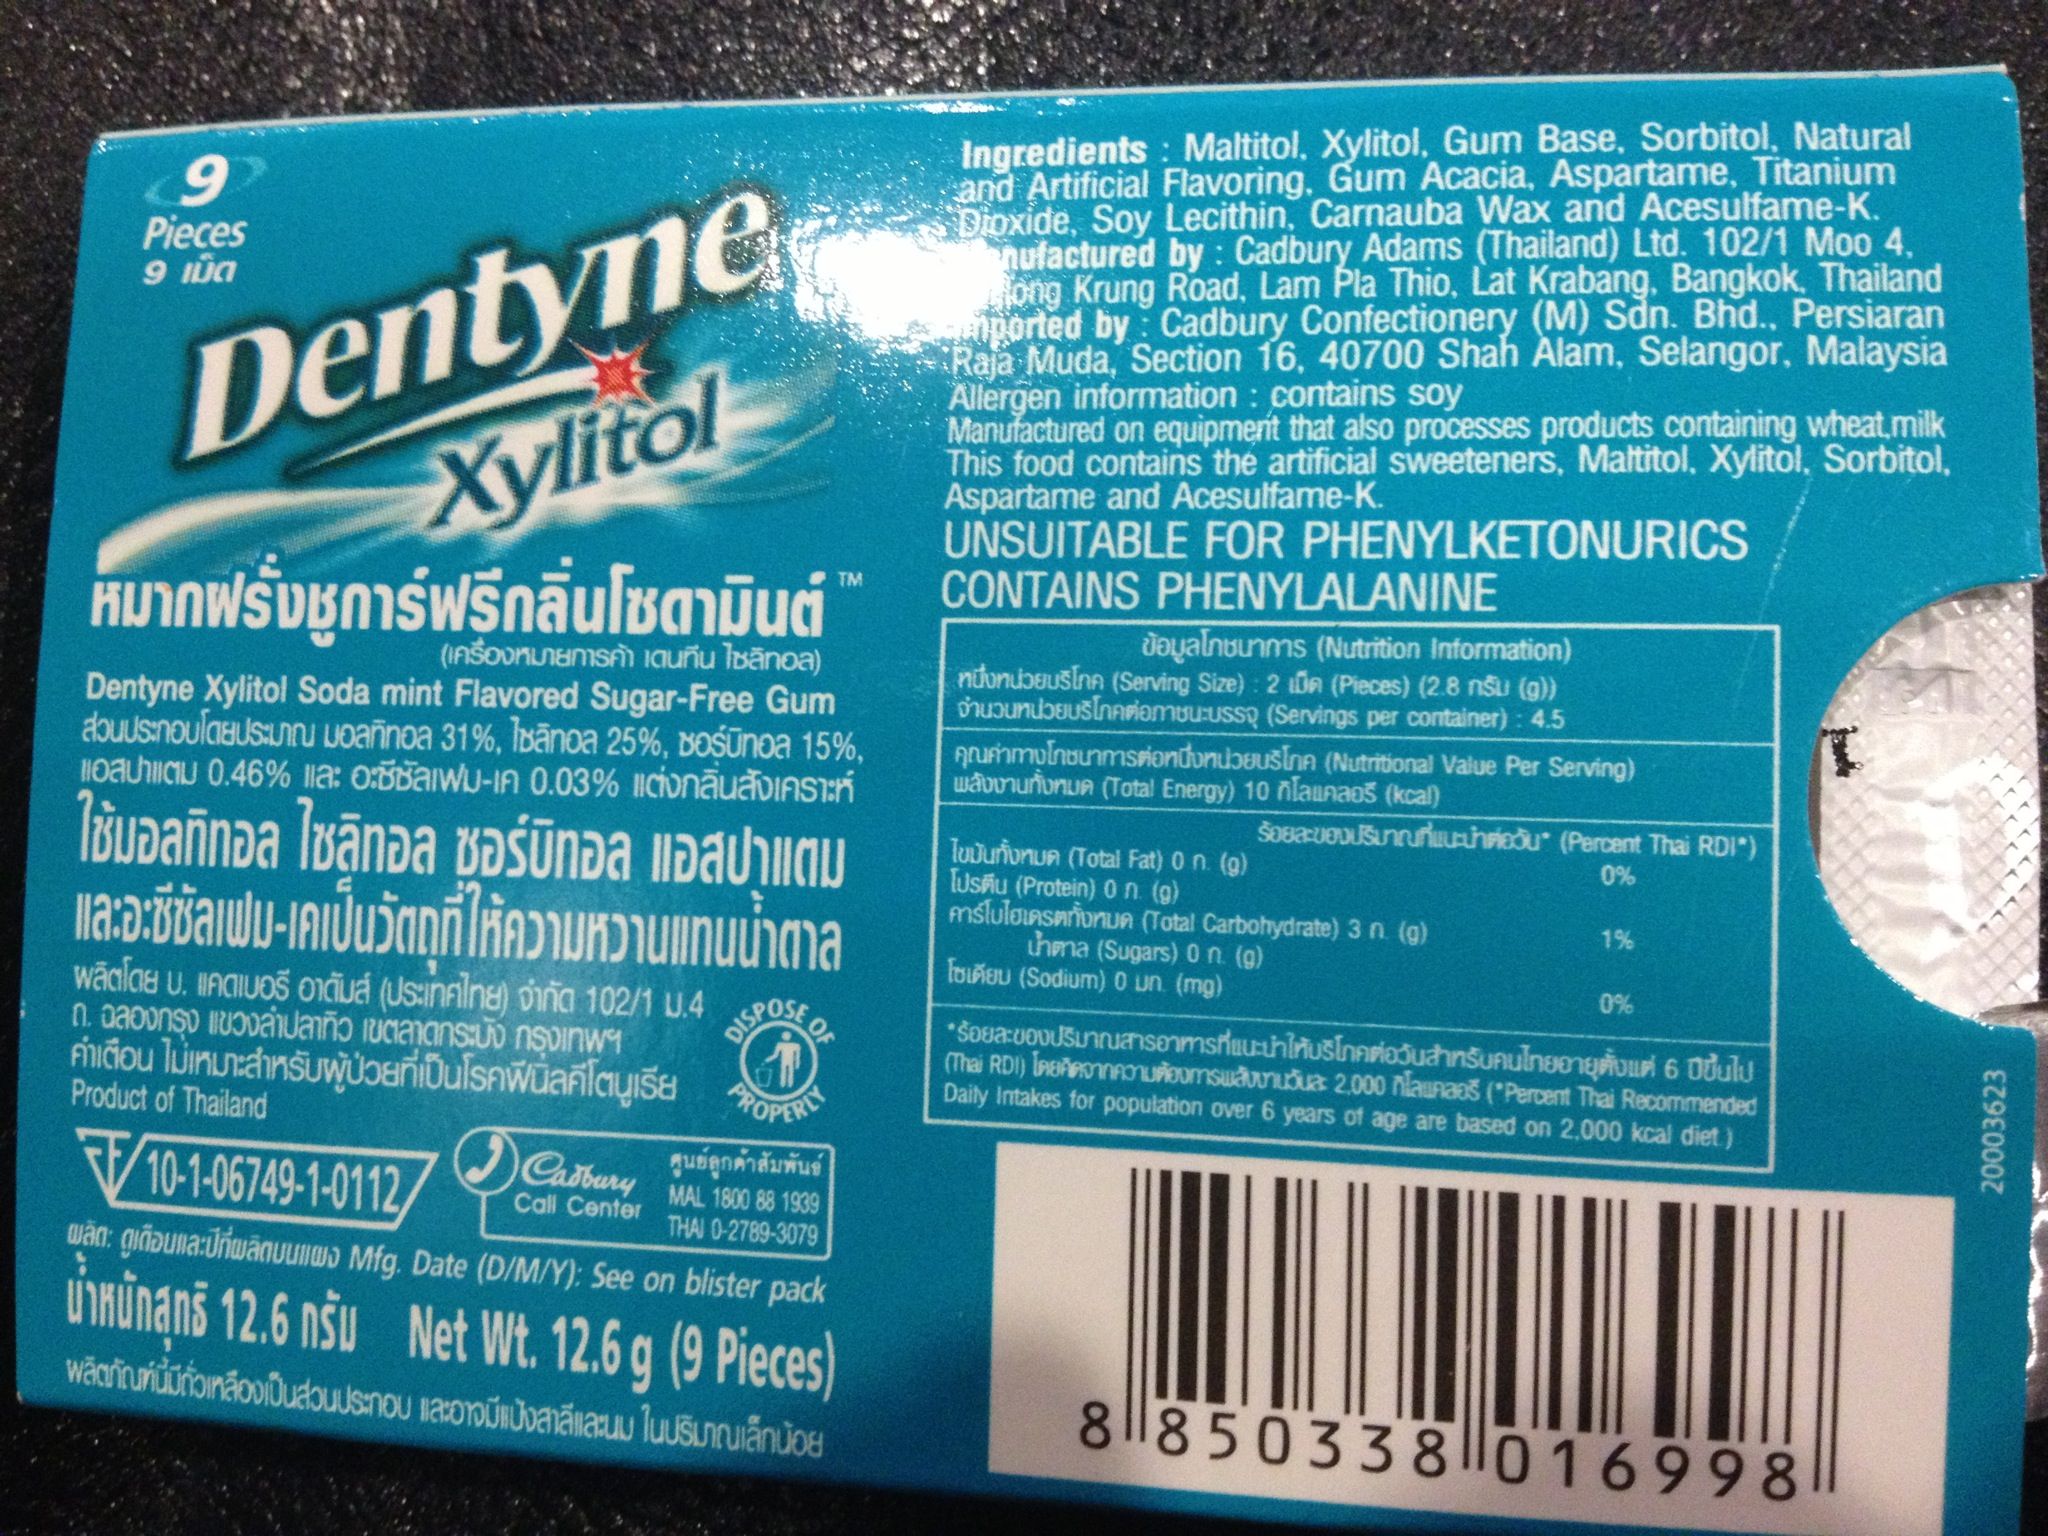 9
Pieces
9 เม็ด
Dentyne
Xylitol
หมากฝรั่งชูการ์ฟรีกลิ่นโซดามินต์ ™
(เครื่องหมายการค้า เดนทีน ไซลิทอล)
Dentyne Xylitol Soda mint Flavored Sugar-Free Gum
ส่วนประกอบโดยประมาณ มอลทิทอล 31%, ไซลิทอล 25%, ซอร์บิทอล 15%,
แอสปาแตม 0.46% และ อะซีซัลเฟม-เค 0.03% แต่งกลิ่นสังเคราะห์
ใช้มอลทิทอล ไซลิทอล ซอร์บิทอล แอสปาแตม
และอะซีซัลเฟม-เคเป็นวัตถุที่ให้ความหวานแทนน้ำตาล
ผลิตโดย บ. แคดเบอรี อาดัมส์ (ประเทศไทย) จำกัด 102/1 ม.4
ถ. ฉลองกรุง แขวงลำปลาทิว เขตลาดกระบัง กรุงเทพฯ
คำเตือน ไม่เหมาะสำหรับผู้ป่วยที่เป็นโรคฟีนิลคีโตนูเรีย
Product of Thailand
DISPOSE OF
PROPERLY
10-1-06749-1-0112
Cadbury
Call Center
ศูนย์ลูกค้าสัมพันธ์
MAL 1800 88 1939
THAI 0-2789-3079
ผลิต: ดูเดือนและปีที่ผลิตบนแผง Mfg. Date (D/M/Y): See on blister pack
น้ำหนักสุทธิ 12.6 กรัม Net Wt. 12.6 g (9 Pieces)
ผลิตภัณฑ์นี้มีถั่วเหลืองเป็นส่วนประกอบ และอาจมีแป้งสาลีและนม ในปริมาณเล็กน้อย
Ingredients : Maltitol, Xylitol, Gum Base, Sorbitol, Natural
and Artificial Flavoring, Gum Acacia, Aspartame, Titanium
Dioxide, Soy Lecithin, Carnauba Wax and Acesulfame-K.
nufactured by : Cadbury Adams (Thailand) Ltd. 102/1 Moo 4,
long Krung Road, Lam Pla Thio, Lat Krabang, Bangkok, Thailand
mported by : Cadbury Confectionery (M) Sdn. Bhd., Persiaran
Raja Muda, Section 16, 40700 Shah Alam, Selangor, Malaysia
Allergen information : contains soy
Manufactured on equipment that also processes products containing wheat,milk
This food contains the artificial sweeteners, Maltitol, Xylitol, Sorbitol,
Aspartame and Acesulfame-K.
UNSUITABLE FOR PHENYLKETONURICS
CONTAINS PHENYLALANINE
ข้อมูลโภชนาการ (Nutrition Information)
หนึ่งหน่วยบริโภค (Serving Size) : 2 เม็ด (Pieces) (2.8 กรัม (g))
จำนวนหน่วยบริโภคต่อภาชนะบรรจุ (Servings per container) : 4.5
คุณค่าทางโภชนาการต่อหนึ่งหน่วยบริโภค (Nutritional Value Per Serving)
พลังงานทั้งหมด (Total Energy) 10 กิโลแคลอรี (kcal)
ร้อยละของปริมาณที่แนะนำต่อวัน* (Percent Thai RDI*)
ไขมันทั้งหมด (Total Fat) 0 ก. (g) 0%
โปรตีน (Protein) 0 ก. (g)
คาร์โบไฮเดรตทั้งหมด (Total Carbohydrate) 3 ก. (g) 1%
น้ำตาล (Sugars) 0 ก. (g)
โซเดียม (Sodium) 0 มก. (mg) 0%
*ร้อยละของปริมาณสารอาหารที่แนะนำให้บริโภคต่อวันสำหรับคนไทยอายุตั้งแต่ 6 ปีขึ้นไป
(Thai RDI) โดยคิดจากความต้องการพลังงานวันละ 2,000 กิโลแคลอรี (*Percent Thai Recommended
Daily Intakes for population over 6 years of age are based on 2,000 kcal diet.)
20003623
8 850338 016998